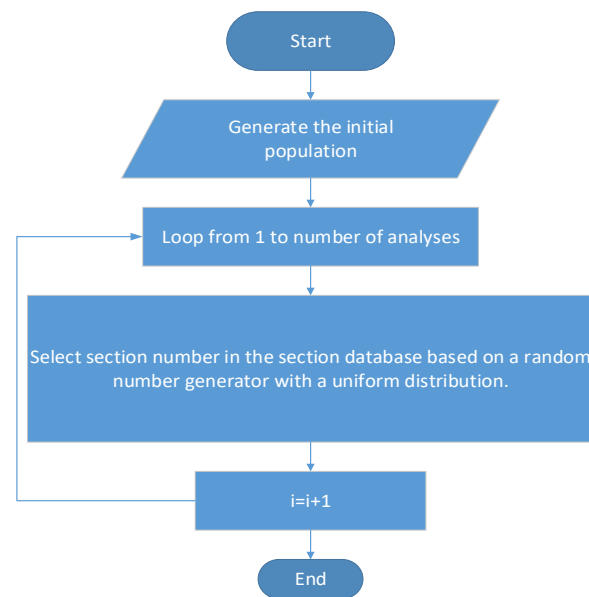 Start
Generate the initial
population
Loop from 1 to number of analyses
Select section number in the section database based on a random
number generator with a uniform distribution.
i=i+1
End